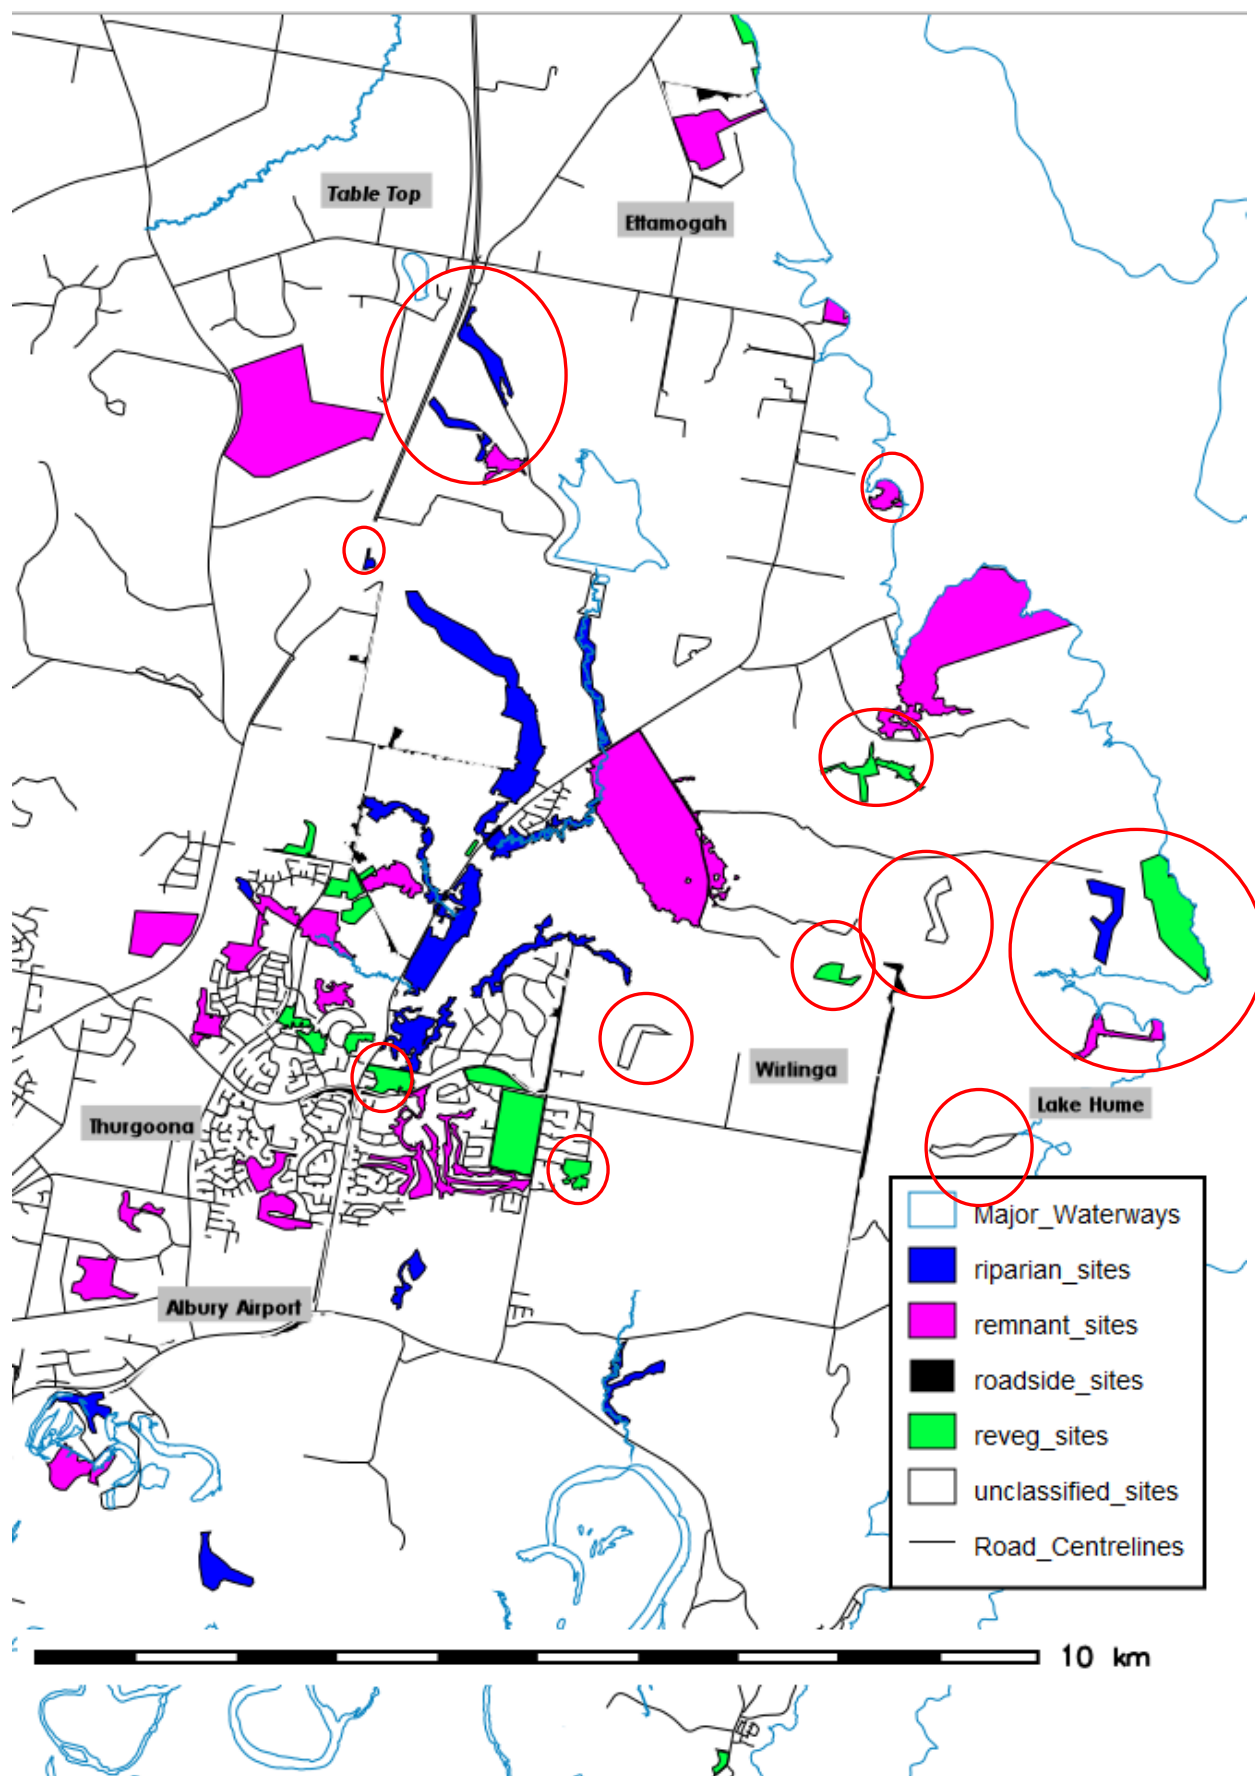 Table Top
Ettamogah
Wirlinga
Lake Hume
Thurgoona
Albury Airport
Major_Waterways
riparian_sites
remnant_sites
roadside_sites
reveg_sites
unclassified_sites
Road_Centrelines
10 km